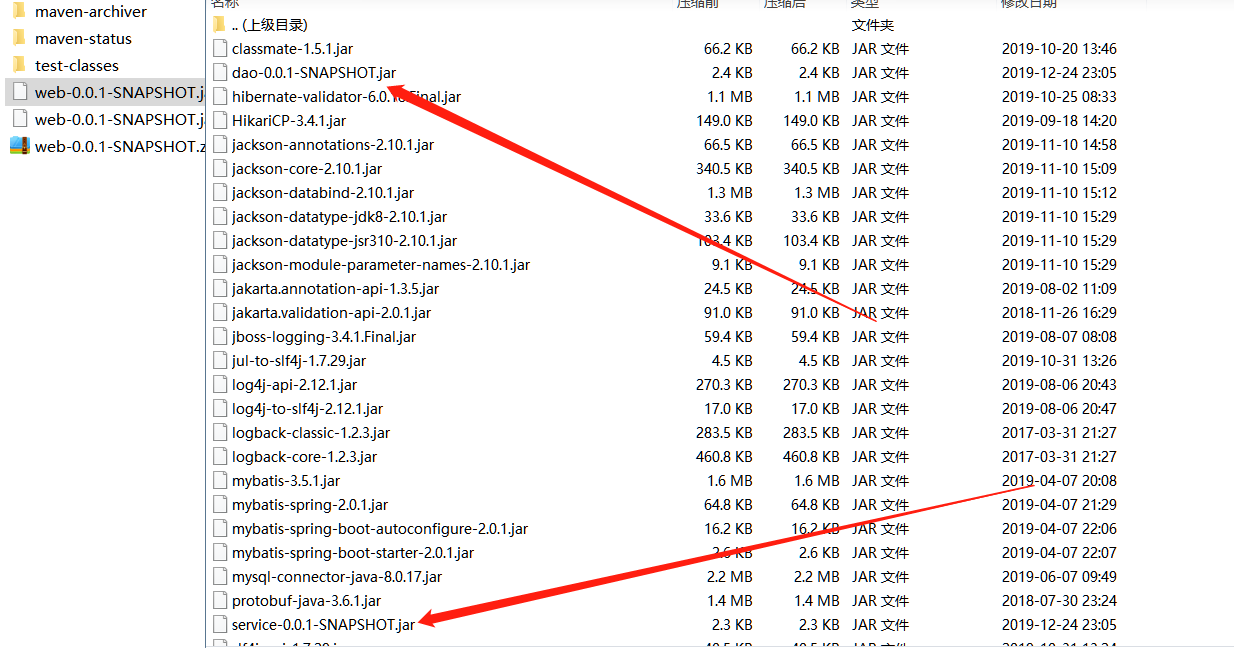 maven-archiver
maven-status
test-classes
web-0.0.1-SNAPSHOT.j
web-0.0.1-SNAPSHOT.j
web-0.0.1-SNAPSHOT.z
名称 压缩前 压缩后 类型 修改日期
.. (上级目录) 文件夹
classmate-1.5.1.jar 66.2 KB 66.2 KB JAR 文件 2019-10-20 13:46
dao-0.0.1-SNAPSHOT.jar 2.4 KB 2.4 KB JAR 文件 2019-12-24 23:05
hibernate-validator-6.0.18.Final.jar 1.1 MB 1.1 MB JAR 文件 2019-10-25 08:33
HikariCP-3.4.1.jar 149.0 KB 149.0 KB JAR 文件 2019-09-18 14:20
jackson-annotations-2.10.1.jar 66.5 KB 66.5 KB JAR 文件 2019-11-10 14:58
jackson-core-2.10.1.jar 340.5 KB 340.5 KB JAR 文件 2019-11-10 15:09
jackson-databind-2.10.1.jar 1.3 MB 1.3 MB JAR 文件 2019-11-10 15:12
jackson-datatype-jdk8-2.10.1.jar 33.6 KB 33.6 KB JAR 文件 2019-11-10 15:29
jackson-datatype-jsr310-2.10.1.jar 103.4 KB 103.4 KB JAR 文件 2019-11-10 15:29
jackson-module-parameter-names-2.10.1.jar 9.1 KB 9.1 KB JAR 文件 2019-11-10 15:29
jakarta.annotation-api-1.3.5.jar 24.5 KB 24.5 KB JAR 文件 2019-08-02 11:09
jakarta.validation-api-2.0.1.jar 91.0 KB 91.0 KB JAR 文件 2018-11-26 16:29
jboss-logging-3.4.1.Final.jar 59.4 KB 59.4 KB JAR 文件 2019-08-07 08:08
jul-to-slf4j-1.7.29.jar 4.5 KB 4.5 KB JAR 文件 2019-10-31 13:26
log4j-api-2.12.1.jar 270.3 KB 270.3 KB JAR 文件 2019-08-06 20:43
log4j-to-slf4j-2.12.1.jar 17.0 KB 17.0 KB JAR 文件 2019-08-06 20:47
logback-classic-1.2.3.jar 283.5 KB 283.5 KB JAR 文件 2017-03-31 21:27
logback-core-1.2.3.jar 460.8 KB 460.8 KB JAR 文件 2017-03-31 21:27
mybatis-3.5.1.jar 1.6 MB 1.6 MB JAR 文件 2019-04-07 20:08
mybatis-spring-2.0.1.jar 64.8 KB 64.8 KB JAR 文件 2019-04-07 21:29
mybatis-spring-boot-autoconfigure-2.0.1.jar 16.2 KB 16.2 KB JAR 文件 2019-04-07 22:06
mybatis-spring-boot-starter-2.0.1.jar 2.6 KB 2.6 KB JAR 文件 2019-04-07 22:07
mysql-connector-java-8.0.17.jar 2.2 MB 2.2 MB JAR 文件 2019-06-07 09:49
protobuf-java-3.6.1.jar 1.4 MB 1.4 MB JAR 文件 2018-07-30 23:24
service-0.0.1-SNAPSHOT.jar 2.3 KB 2.3 KB JAR 文件 2019-12-24 23:05